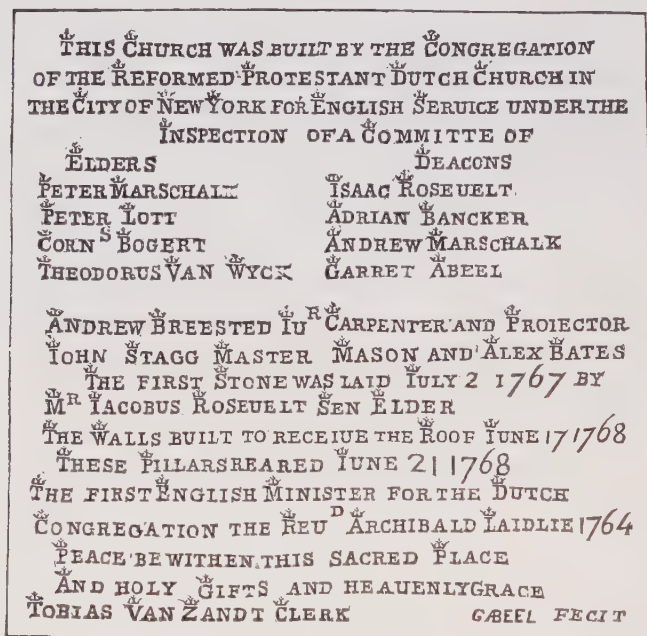 THIS CHURCH WAS BUILT BY THE CONGREGATION
OF THE REFORMED PROTESTANT DUTCH CHURCH IN
THE CITY OF NEW YORK FOR ENGLISH SERUICE UNDER THE
INSPECTION OF A COMMITTE OF
ELDERS DEACONS
PETER MARSCHALK ISAAC ROSEUELT
PETER LOTT ADRIAN BANCKER
CORNS BOGERT ANDREW MARSCHALK
THEODORUS VAN WYCK GARRET ABEEL
ANDREW BREESTED IUR CARPENTER AND PROIECTOR
IOHN STAGG MASTER MASON AND ALEX BATES
THE FIRST STONE WAS LAID IULY 2 1767 BY
MR IACOBUS ROSEUELT SEN ELDER
THE WALLS BUILT TO RECEIUE THE ROOF IUNE 17 1768
THESE PILLARS REARED IUNE 21 1768
THE FIRST ENGLISH MINISTER FOR THE DUTCH
CONGREGATION THE REUD ARCHIBALD LAIDLIE 1764
PEACE BE WITHEN THIS SACRED PLACE
AND HOLY GIFTS AND HEAUENLY GRACE
TOBIAS VAN ZANDT CLERK GABEEL FECIT